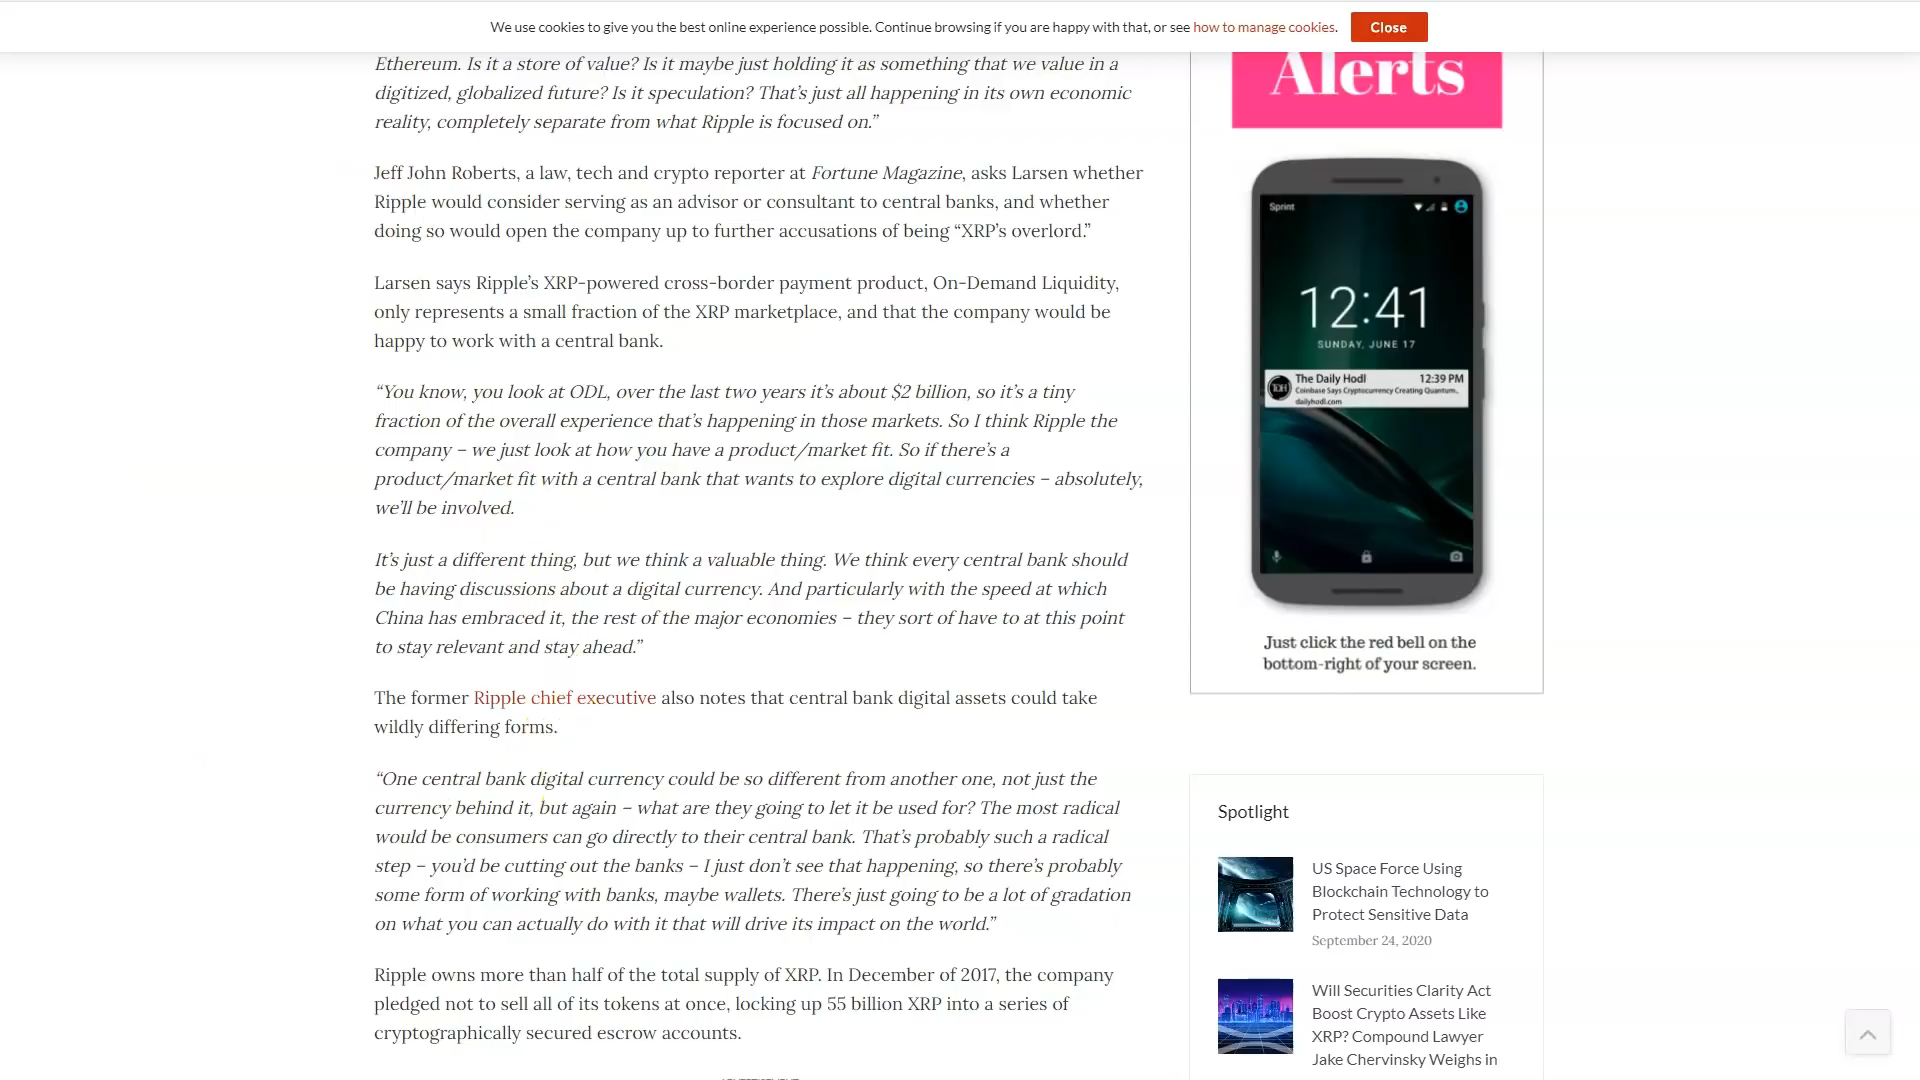 We use cookies to give you the best online experience possible. Continue browsing if you are happy with that, or see how to manage cookies. Close
Ethereum. Is it a store of value? Is it maybe just holding it as something that we value in a
digitized, globalized future? Is it speculation? That’s just all happening in its own economic
reality, completely separate from what Ripple is focused on.”
Jeff John Roberts, a law, tech and crypto reporter at Fortune Magazine, asks Larsen whether
Ripple would consider serving as an advisor or consultant to central banks, and whether
doing so would open the company up to further accusations of being “XRP’s overlord.”
Larsen says Ripple’s XRP-powered cross-border payment product, On-Demand Liquidity,
only represents a small fraction of the XRP marketplace, and that the company would be
happy to work with a central bank.
“You know, you look at ODL, over the last two years it’s about $2 billion, so it’s a tiny
fraction of the overall experience that’s happening in those markets. So I think Ripple the
company – we just look at how you have a product/market fit. So if there’s a
product/market fit with a central bank that wants to explore digital currencies – absolutely,
we’ll be involved.
It’s just a different thing, but we think a valuable thing. We think every central bank should
be having discussions about a digital currency. And particularly with the speed at which
China has embraced it, the rest of the major economies – they sort of have to at this point
to stay relevant and stay ahead.”
The former Ripple chief executive also notes that central bank digital assets could take
wildly differing forms.
“One central bank digital currency could be so different from another one, not just the
currency behind it, but again – what are they going to let it be used for? The most radical
would be consumers can go directly to their central bank. That’s probably such a radical
step – you’d be cutting out the banks – I just don’t see that happening, so there’s probably
some form of working with banks, maybe wallets. There’s just going to be a lot of gradation
on what you can actually do with it that will drive its impact on the world.”
Ripple owns more than half of the total supply of XRP. In December of 2017, the company
pledged not to sell all of its tokens at once, locking up 55 billion XRP into a series of
cryptographically secured escrow accounts.
Alerts
Sprint
12:41
SUNDAY, JUNE 17
The Daily Hodl 12:39 PM
Coinbase Says Cryptocurrency Creating Quantum..
dailyhodl.com
Just click the red bell on the
bottom-right of your screen.
Spotlight
US Space Force Using
Blockchain Technology to
Protect Sensitive Data
September 24, 2020
Will Securities Clarity Act
Boost Crypto Assets Like
XRP? Compound Lawyer
Jake Chervinsky Weighs in